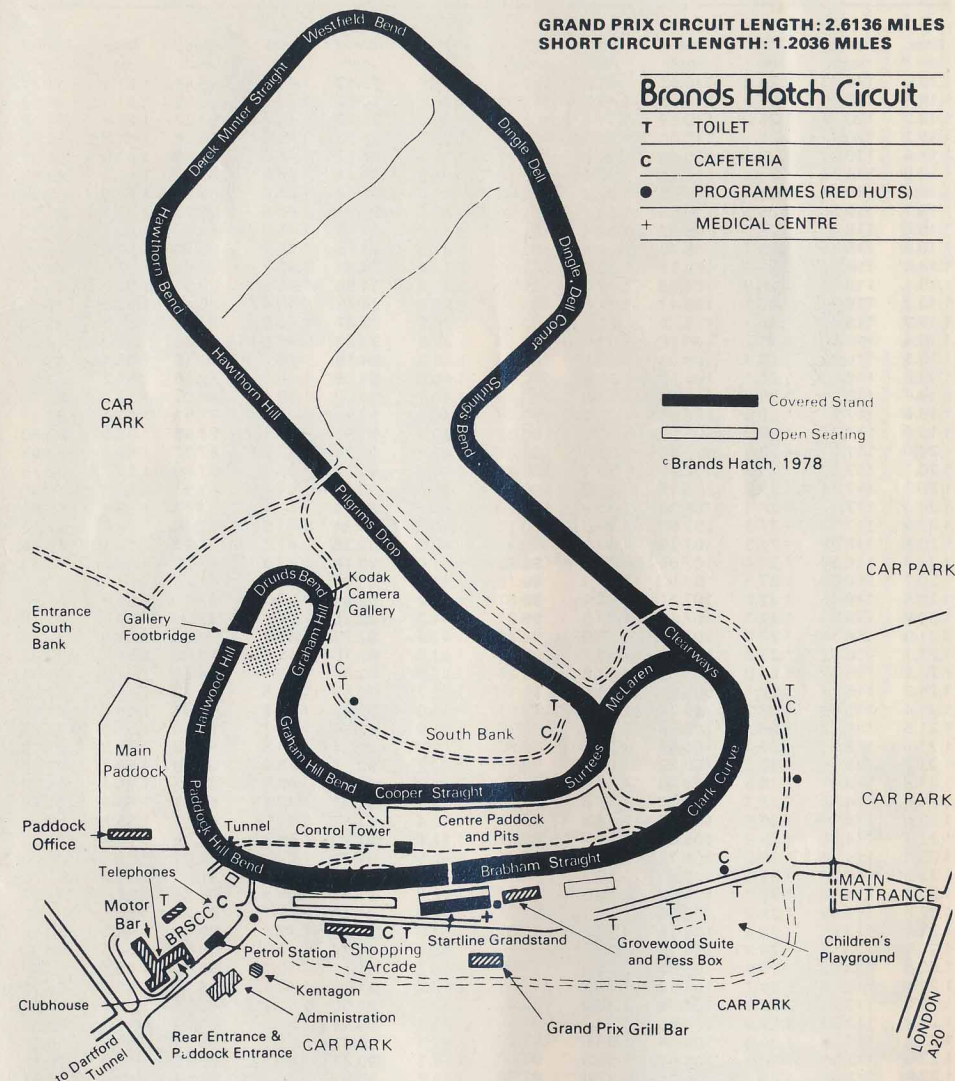 GRAND PRIX CIRCUIT LENGTH: 2.6136 MILES
SHORT CIRCUIT LENGTH: 1.2036 MILES
Brands Hatch Circuit
T TOILET
C CAFETERIA
● PROGRAMMES (RED HUTS)
+ MEDICAL CENTRE
Westfield Bend
Derek Minter Straight
Dingle Dell
Hawthorn Bend
Dingle Dell Corner
Hawthorn Hill
Stirling's Bend
CAR
PARK
Covered Stand
Open Seating
c Brands Hatch, 1978
Pilgrims Drop
Druids Bend
Kodak
Camera
Gallery
CAR PARK
Entrance
South
Bank
Gallery
Footbridge
Graham Hill
Clearways
McLaren
Hailwood Hill
C
T
T
C
T
C
South Bank
Main
Paddock
Graham Hill Bend
Surtees
Cooper Straight
Clark Curve
Paddock Hill Bend
CAR PARK
Paddock
Office
Tunnel
Control Tower
Centre Paddock
and Pits
Brabham Straight
Telephones
C
MAIN
ENTRANCE
Motor
Bar
T
BRSCC
C
T
T
T
Petrol Station
Shopping
Arcade
C T
+
Startline Grandstand
Grovewood Suite
and Press Box
Children's
Playground
Clubhouse
Kentagon
Administration
Grand Prix Grill Bar
CAR PARK
Rear Entrance &
Paddock Entrance
CAR PARK
to Dartford
Tunnel
LONDON
A20